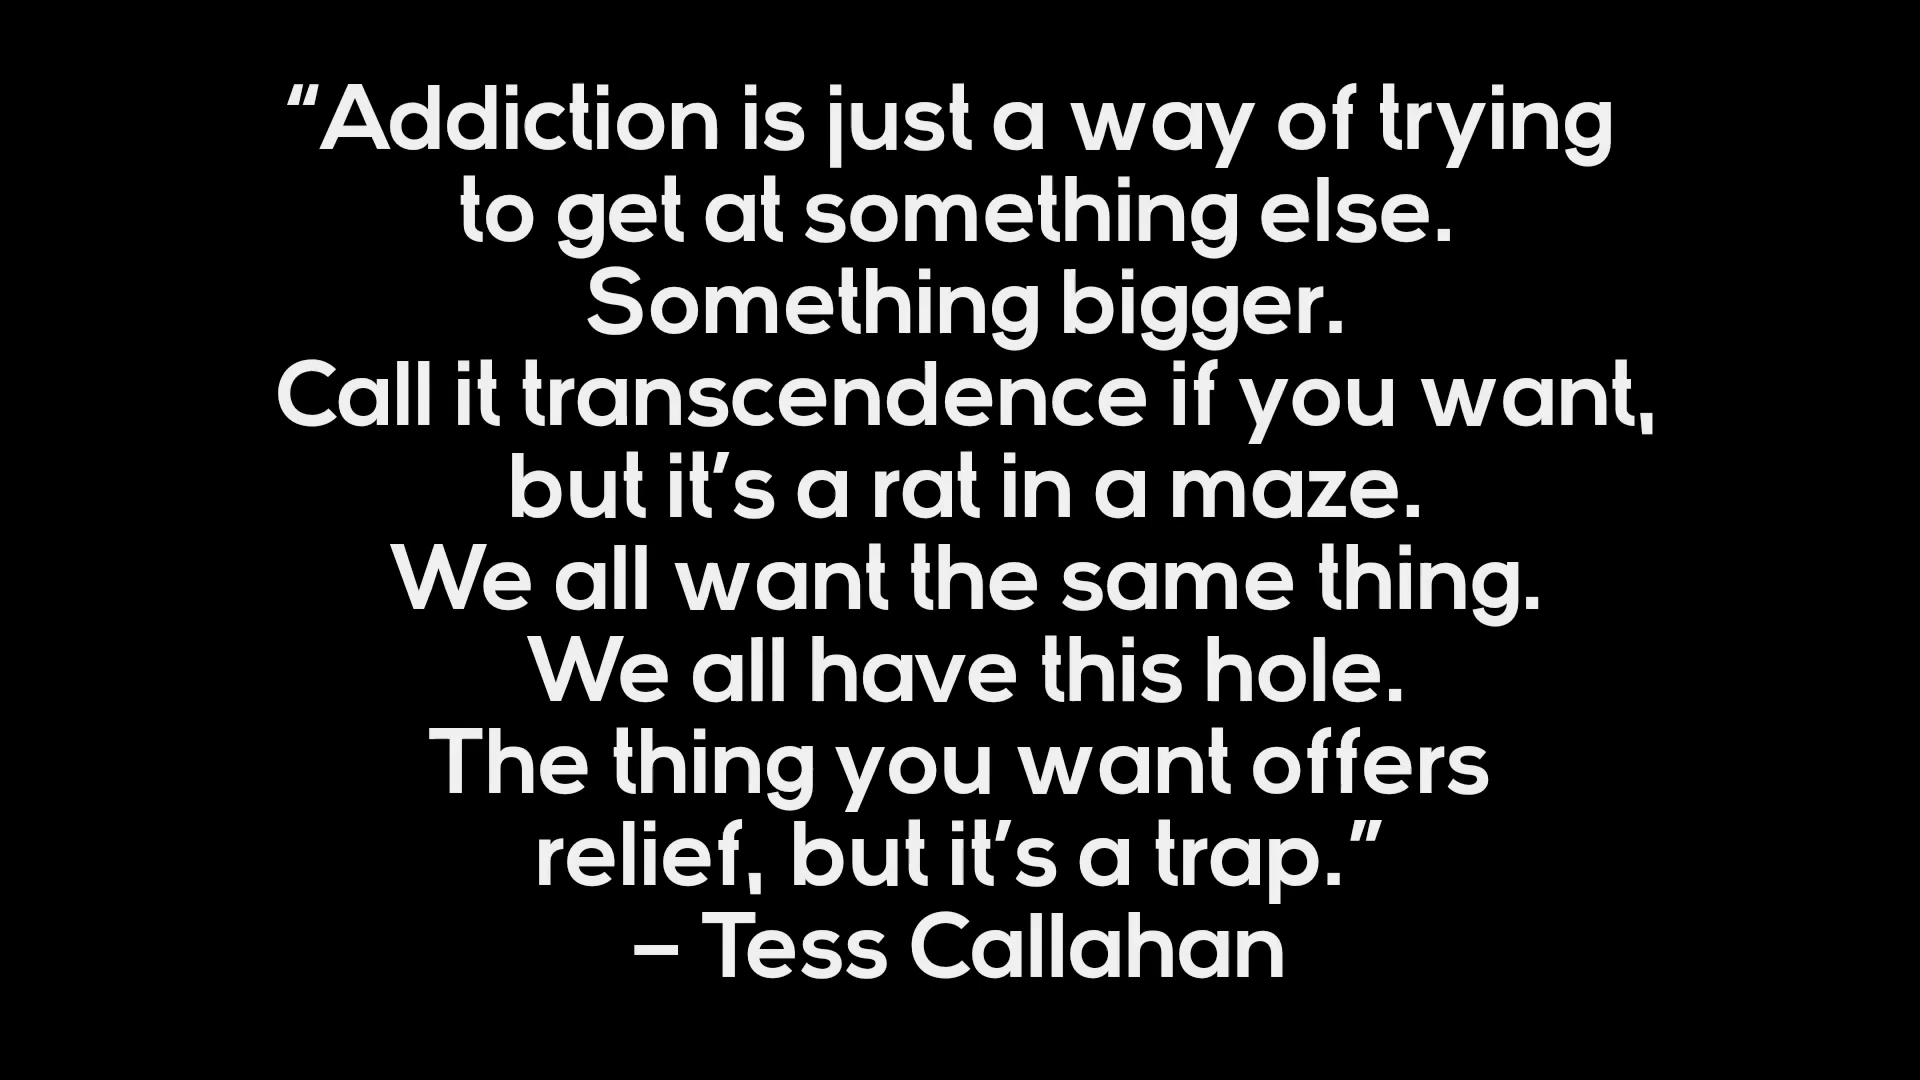 “Addiction is just a way of trying
to get at something else.
Something bigger.
Call it transcendence if you want,
but it’s a rat in a maze.
We all want the same thing.
We all have this hole.
The thing you want offers
relief, but it’s a trap.”
– Tess Callahan